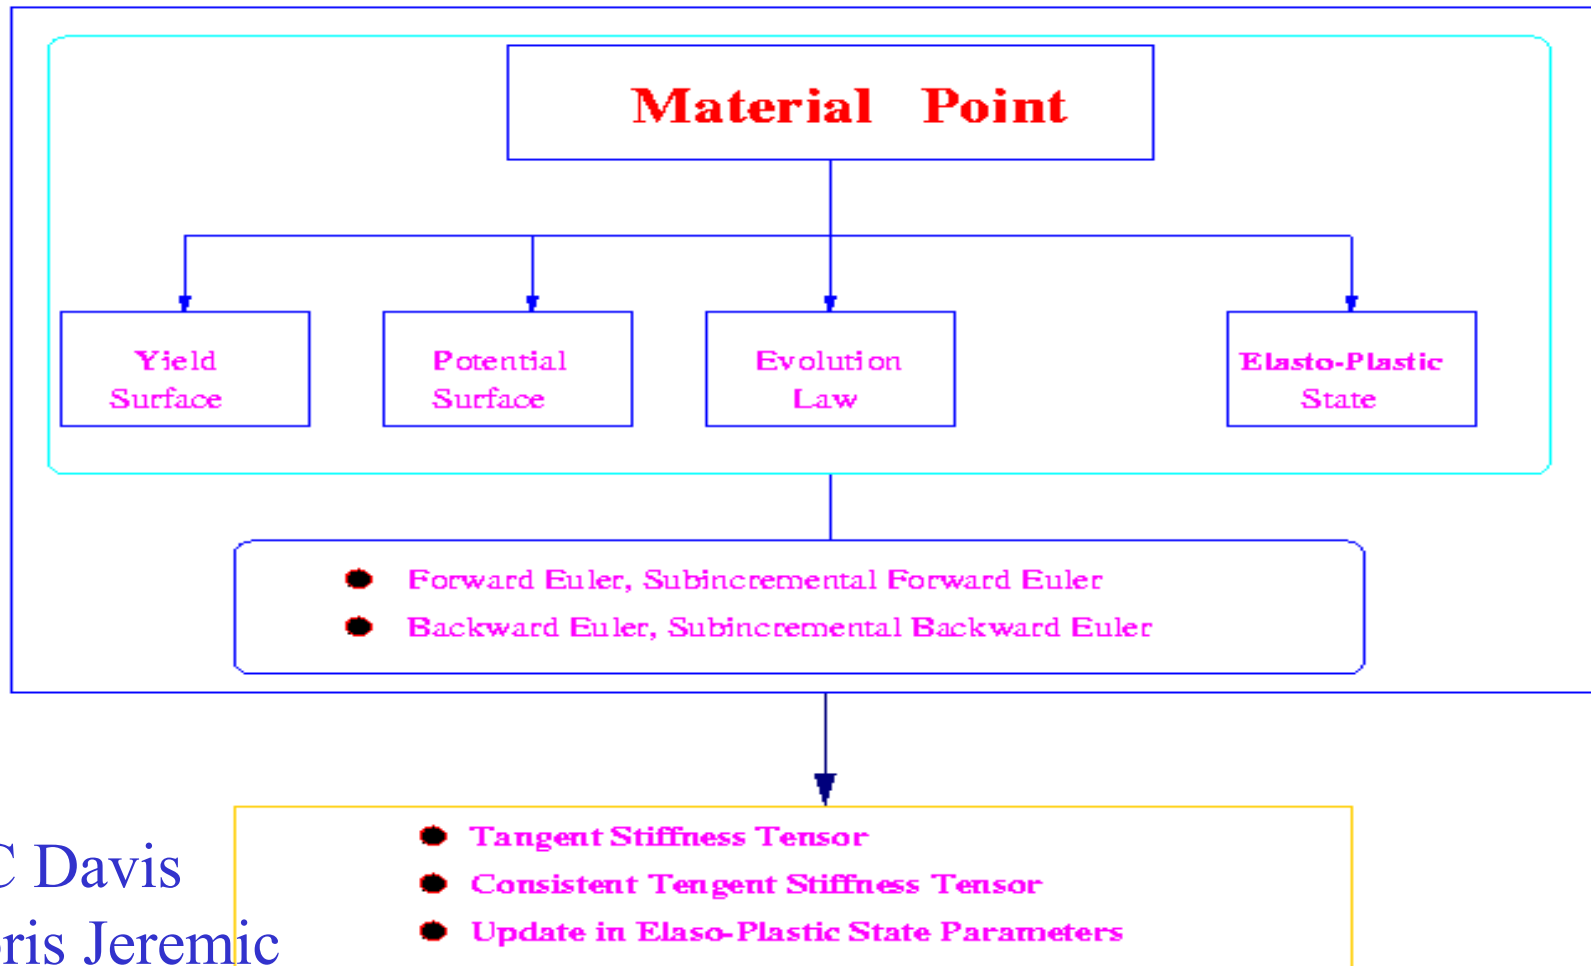 Material Point
Yield
Surface
Potential
Surface
Evolution
Law
Elasto-Plastic
State
Forward Euler, Subincremental Forward Euler
Backward Euler, Subincremental Backward Euler
Tangent Stiffness Tensor
Consistent Tengent Stiffness Tensor
Update in Elaso-Plastic State Parameters
C Davis
oris Jeremic